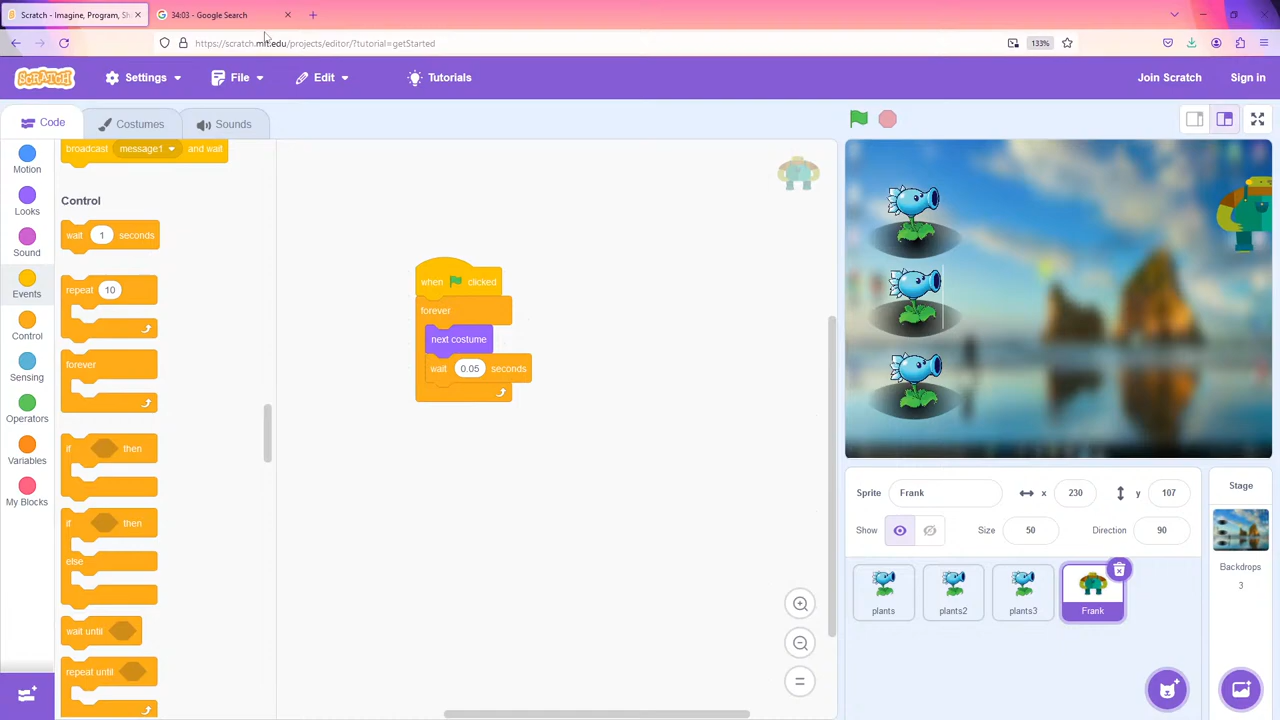 Scratch - Imagine, Program, Sh
34:03 - Google Search
https://scratch.mit.edu/projects/editor/?tutorial=getStarted
133%
SCRATCH
Settings
File
Edit
Tutorials
Join Scratch
Sign in
Code
Costumes
Sounds
Motion
Looks
Sound
Events
Control
Sensing
Operators
Variables
My Blocks
broadcast message1 and wait
Control
wait 1 seconds
repeat 10
forever
if then
if then
else
wait until
repeat until
when clicked
forever
next costume
wait 0.05 seconds
Sprite Frank x 230 y 107
Show Size 50 Direction 90
plants
plants2
plants3
Frank
Stage
Backdrops
3